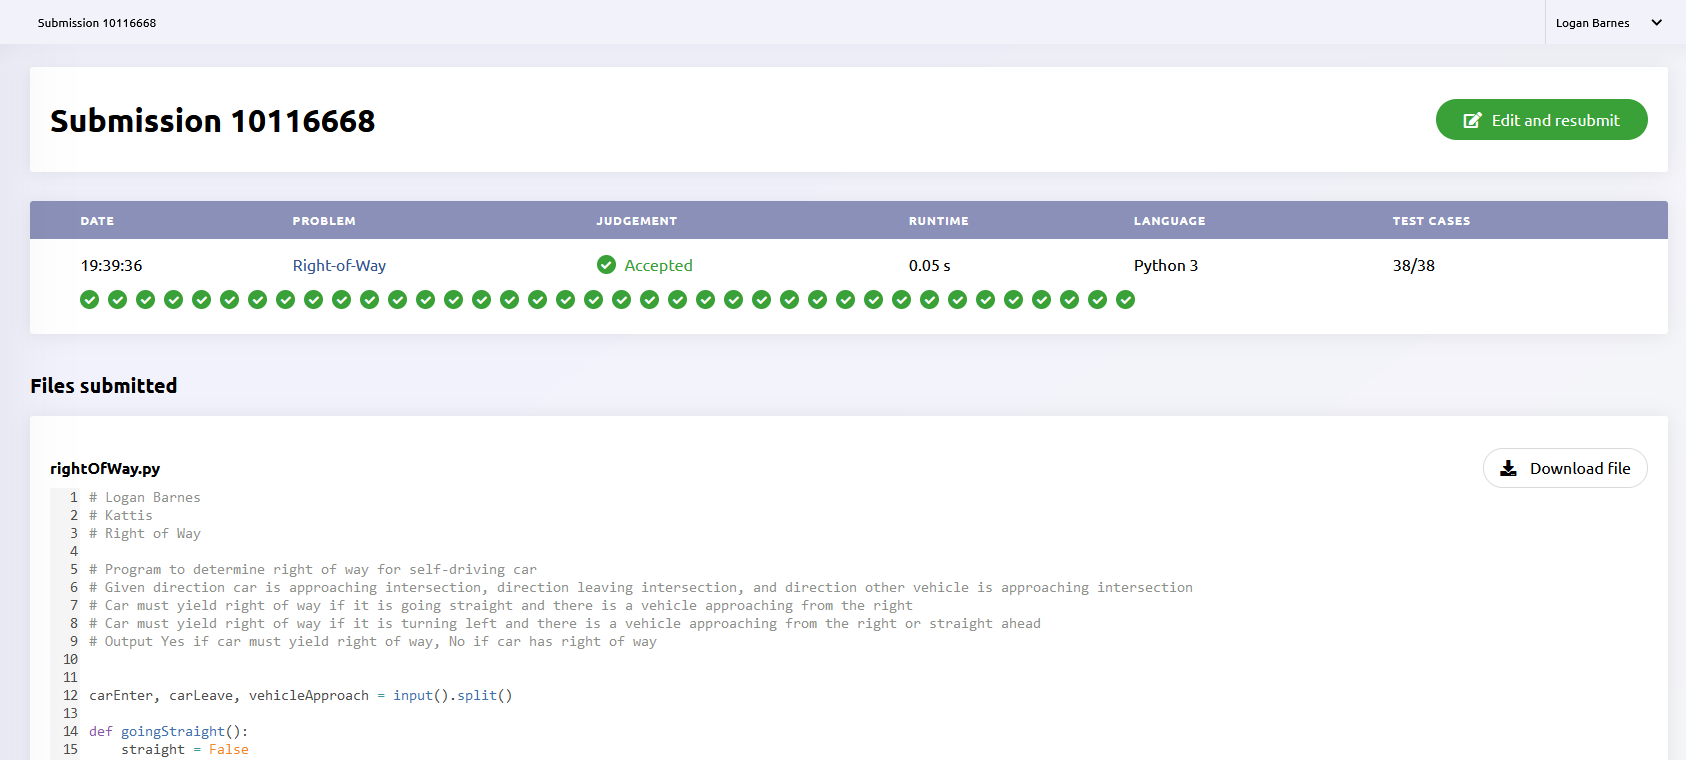 Submission 10116668
Logan Barnes
Submission 10116668
Edit and resubmit
DATE PROBLEM JUDGEMENT RUNTIME LANGUAGE TEST CASES
19:39:36 Right-of-Way Accepted 0.05 s Python 3 38/38
Files submitted
rightOfWay.py
Download file
1 # Logan Barnes
2 # Kattis
3 # Right of Way
4
5 # Program to determine right of way for self-driving car
6 # Given direction car is approaching intersection, direction leaving intersection, and direction other vehicle is approaching intersection
7 # Car must yield right of way if it is going straight and there is a vehicle approaching from the right
8 # Car must yield right of way if it is turning left and there is a vehicle approaching from the right or straight ahead
9 # Output Yes if car must yield right of way, No if car has right of way
10
11
12 carEnter, carLeave, vehicleApproach = input().split()
13
14 def goingStraight():
15     straight = False